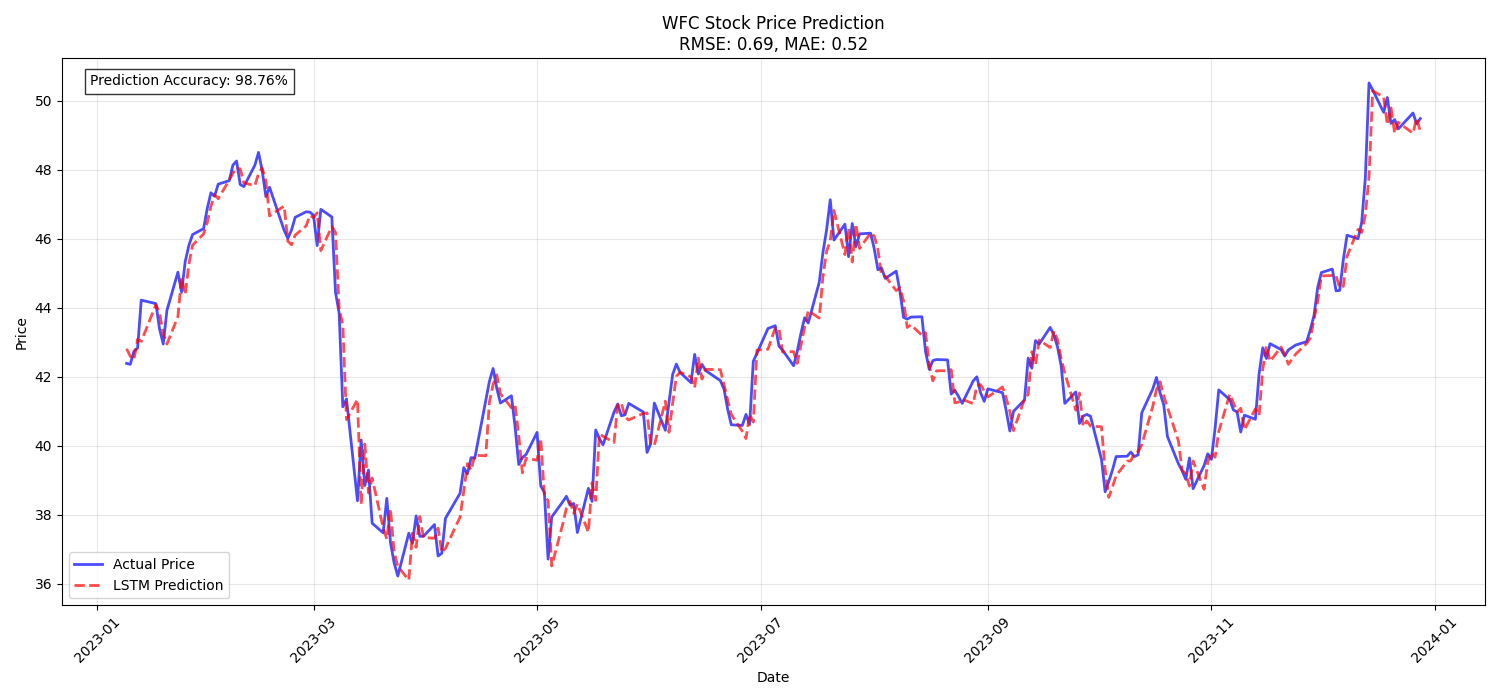 WFC Stock Price Prediction
RMSE: 0.69, MAE: 0.52
Prediction Accuracy: 98.76%
50
48
46
44
42
40
38
36
Price
Actual Price
LSTM Prediction
2023-01
2023-03
2023-05
2023-07
2023-09
2023-11
2024-01
Date